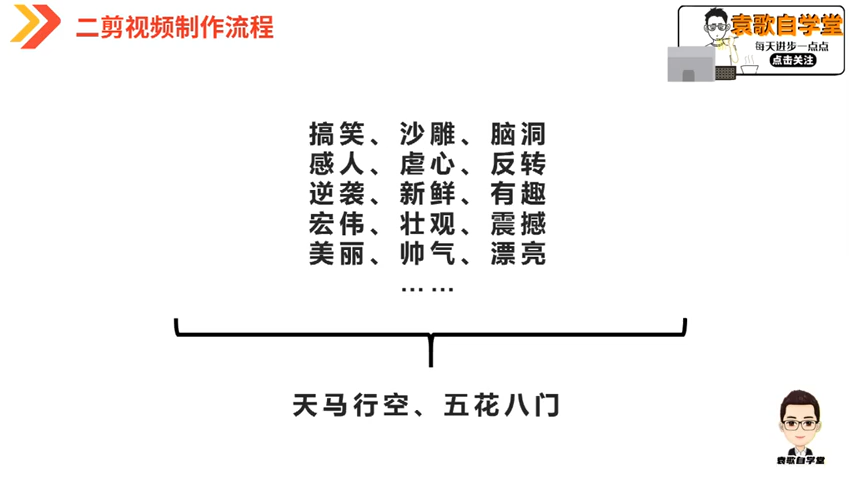 二剪视频制作流程
袁歌自学堂
每天进步一点点
点击关注
搞笑、沙雕、脑洞
感人、虐心、反转
逆袭、新鲜、有趣
宏伟、壮观、震撼
美丽、帅气、漂亮
……
天马行空、五花八门
袁歌自学堂